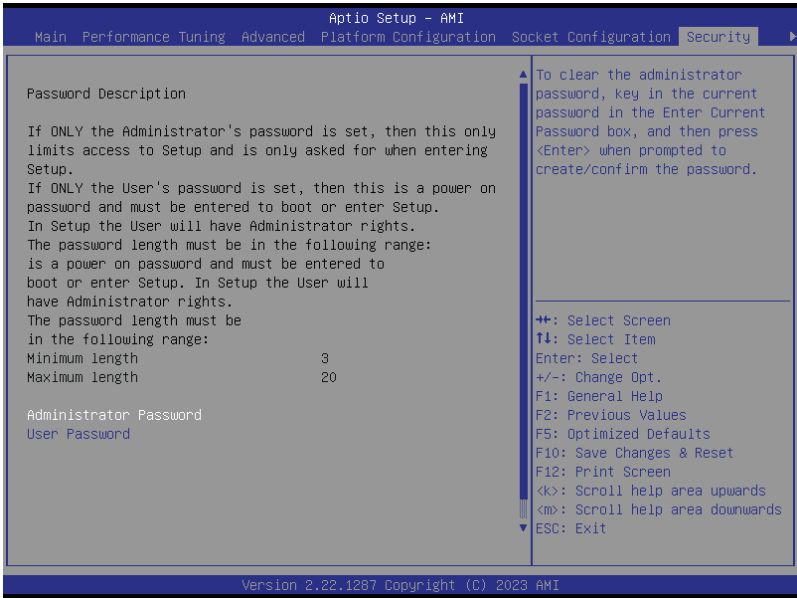 Aptio Setup – AMI
Main Performance Tuning Advanced Platform Configuration Socket Configuration Security
Password Description
If ONLY the Administrator's password is set, then this only
limits access to Setup and is only asked for when entering
Setup.
If ONLY the User's password is set, then this is a power on
password and must be entered to boot or enter Setup.
In Setup the User will have Administrator rights.
The password length must be in the following range:
is a power on password and must be entered to
boot or enter Setup. In Setup the User will
have Administrator rights.
The password length must be
in the following range:
Minimum length 3
Maximum length 20
Administrator Password
User Password
To clear the administrator
password, key in the current
password in the Enter Current
Password box, and then press
<Enter> when prompted to
create/confirm the password.
→←: Select Screen
↑↓: Select Item
Enter: Select
+/-: Change Opt.
F1: General Help
F2: Previous Values
F5: Optimized Defaults
F10: Save Changes & Reset
F12: Print Screen
<k>: Scroll help area upwards
<m>: Scroll help area downwards
ESC: Exit
Version 2.22.1287 Copyright (C) 2023 AMI